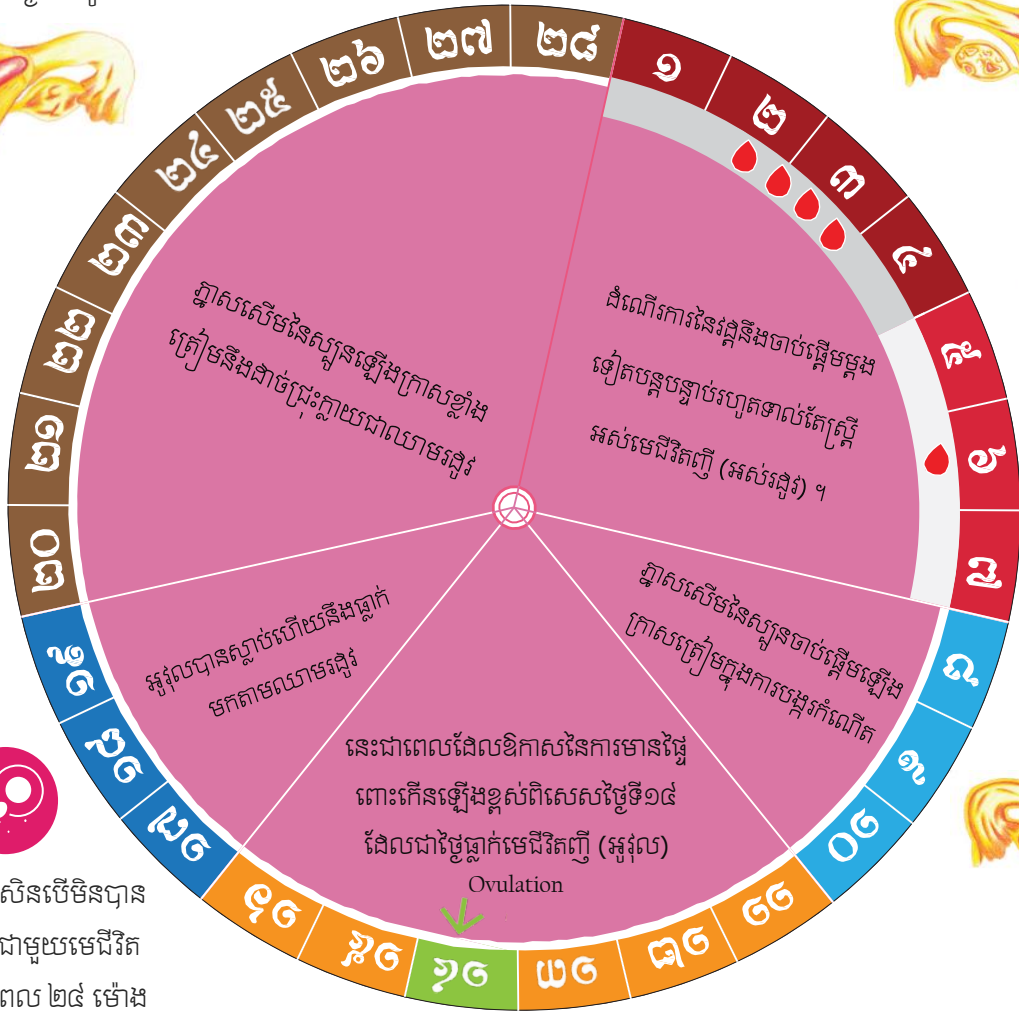 ១
២
៣
៤
៥
៦
៧
៨
៩
១០
១១
១២
១៣
១៤
១៥
១៦
១៧
១៨
១៩
២០
២១
២២
២៣
២៤
២៥
២៦
២៧
២៨
ដំណើរការនៃវដ្តនឹងចាប់ផ្តើមម្តង
ទៀតបន្តបន្ទាប់រហូតទាល់តែស្ត្រី
អស់មេជីវិតញី (អស់រដូវ) ។
ភ្នាសសើមនៃស្បូនចាប់ផ្តើមឡើង
ក្រាសត្រៀមក្នុងការបង្ករកំណើត
នេះជាពេលដែលឱកាសនៃការមានផ្ទៃ
ពោះកើនឡើងខ្ពស់ពិសេសថ្ងៃទី១៤
ដែលជាថ្ងៃធ្លាក់មេជីវិតញី (អូវុល)
Ovulation
អូវុលបានស្លាប់ហើយនឹងធ្លាក់
មកតាមឈាមរដូវ
ភ្នាសសើមនៃស្បូនឡើងក្រាសខ្លាំង
ត្រៀមនឹងដាច់ជ្រុះក្លាយជាឈាមរដូវ
សិនបើមិនបាន
ជាមួយមេជីវិត
ពេល ២៤ ម៉ោង